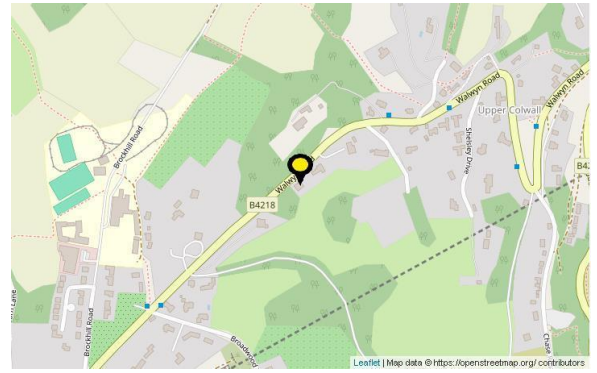 Walwyn Road
Walwyn Road
Upper Colwall
Brockhill Road
Shelsley Drive
B4218
Brockhill Road
Broadwood
Chase
Leaflet | Map data © https://openstreetmap.org/ contributors